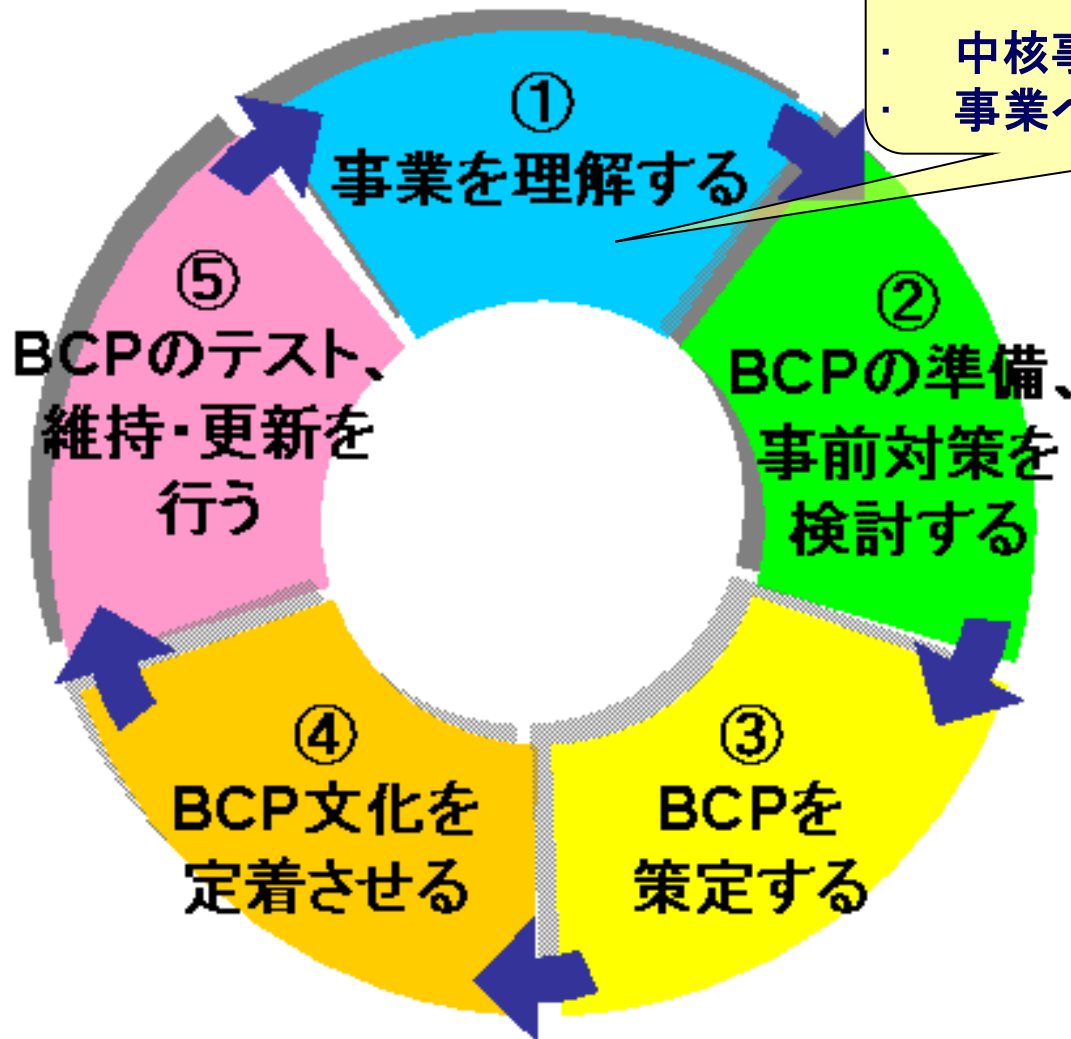 ・ 中核事
・ 事業へ
①
事業を理解する
②
BCPの準備、
事前対策を
検討する
③
BCPを
策定する
④
BCP文化を
定着させる
⑤
BCPのテスト、
維持・更新を
行う